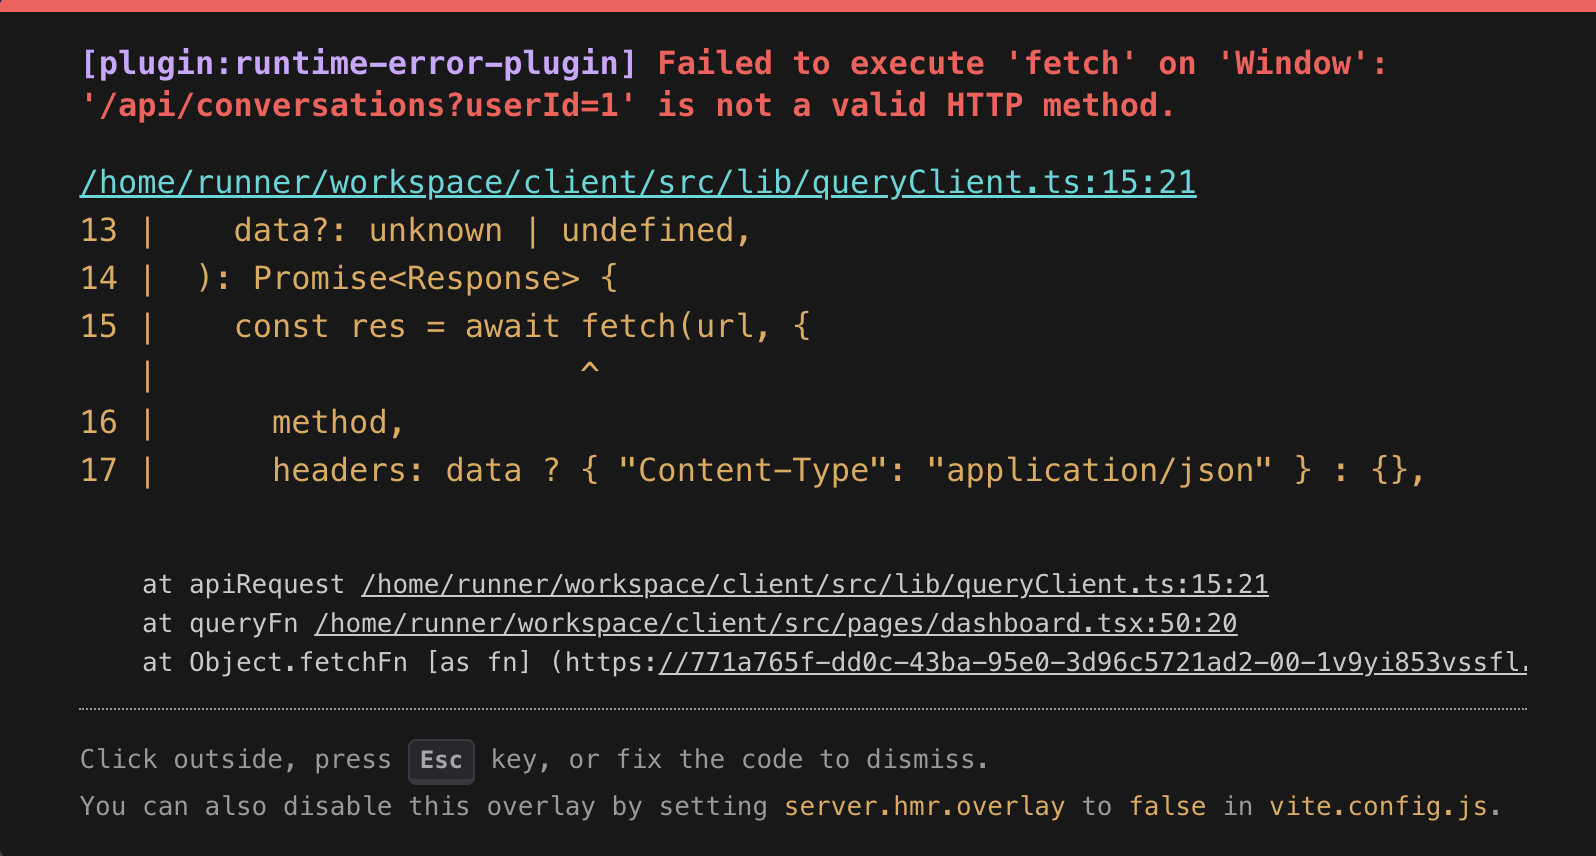 [plugin:runtime-error-plugin] Failed to execute 'fetch' on 'Window':
'/api/conversations?userId=1' is not a valid HTTP method.
/home/runner/workspace/client/src/lib/queryClient.ts:15:21
13 |    data?: unknown | undefined,
14 |  ): Promise<Response> {
15 |    const res = await fetch(url, {
   |                      ^
16 |      method,
17 |      headers: data ? { "Content-Type": "application/json" } : {},
at apiRequest /home/runner/workspace/client/src/lib/queryClient.ts:15:21
at queryFn /home/runner/workspace/client/src/pages/dashboard.tsx:50:20
at Object.fetchFn [as fn] (https://771a765f-dd0c-43ba-95e0-3d96c5721ad2-00-1v9yi853vssfl.
Click outside, press Esc key, or fix the code to dismiss.
You can also disable this overlay by setting server.hmr.overlay to false in vite.config.js.